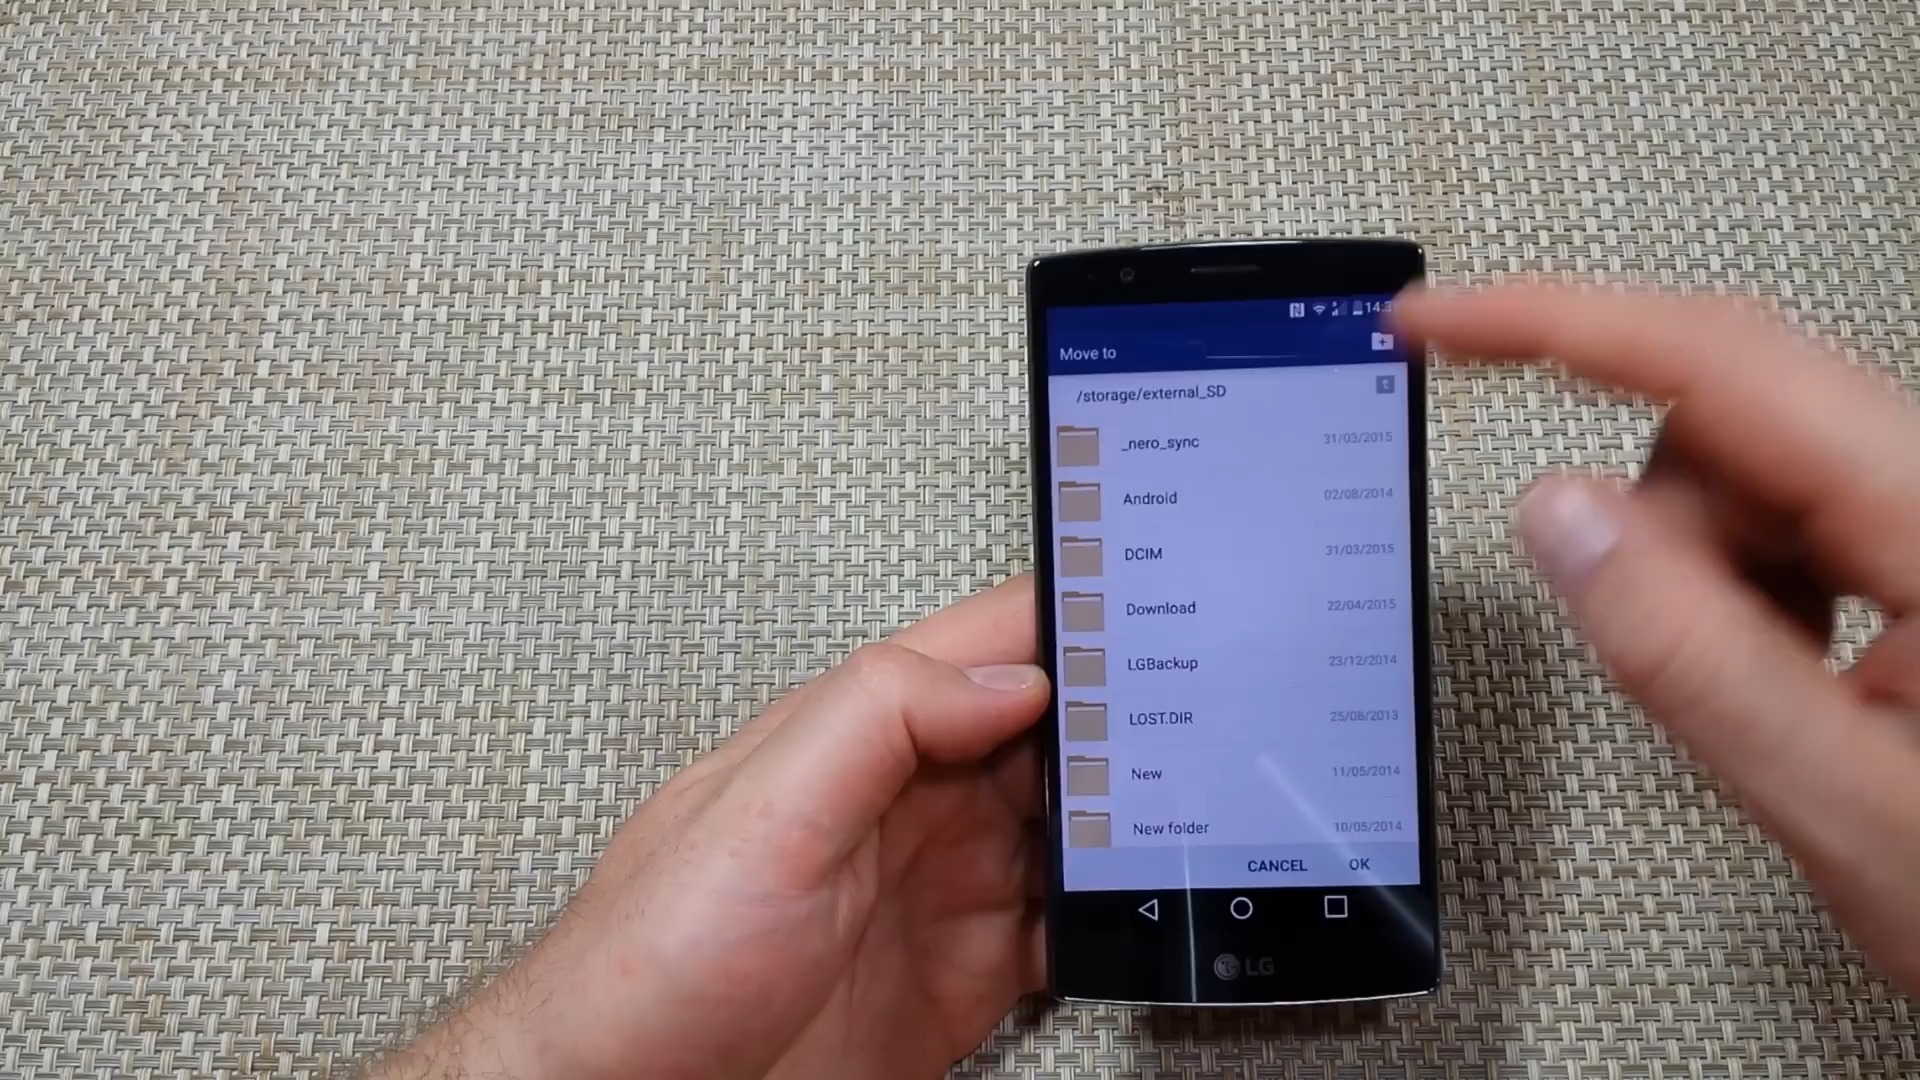 14:3
Move to
/storage/external_SD
_nero_sync 31/03/2015
Android 02/08/2014
DCIM 31/03/2015
Download 22/04/2015
LGBackup 23/12/2014
LOST.DIR 25/08/2013
New 11/05/2014
New folder 10/05/2014
CANCEL OK
LG